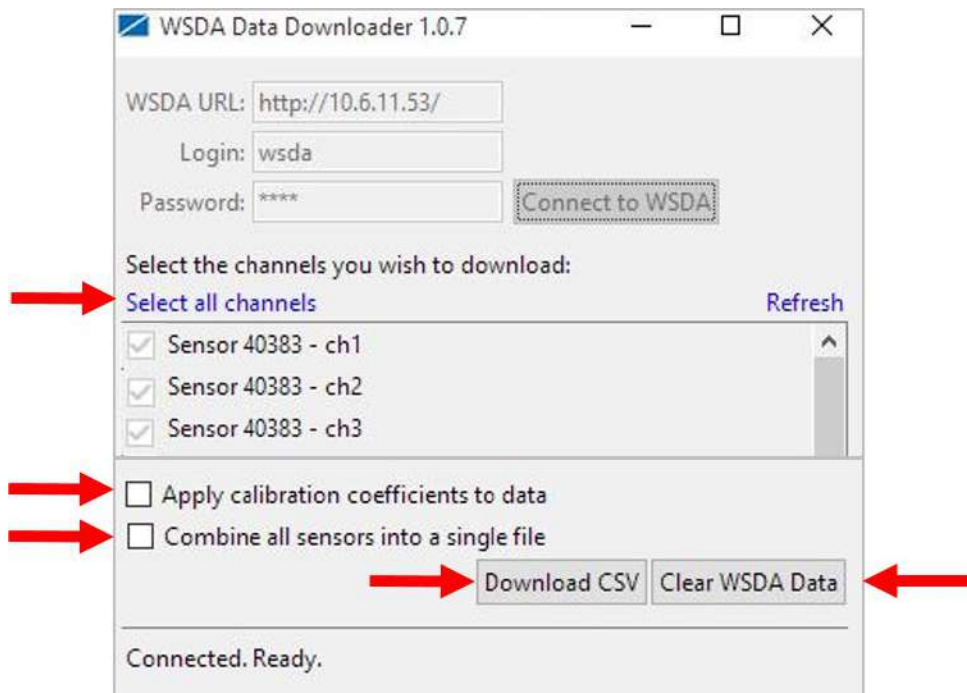 WSDA Data Downloader 1.0.7
WSDA URL: http://10.6.11.53/
Login: wsda
Password: **** Connect to WSDA
Select the channels you wish to download:
Select all channels Refresh
Sensor 40383 - ch1
Sensor 40383 - ch2
Sensor 40383 - ch3
Apply calibration coefficients to data
Combine all sensors into a single file
Download CSV Clear WSDA Data
Connected. Ready.